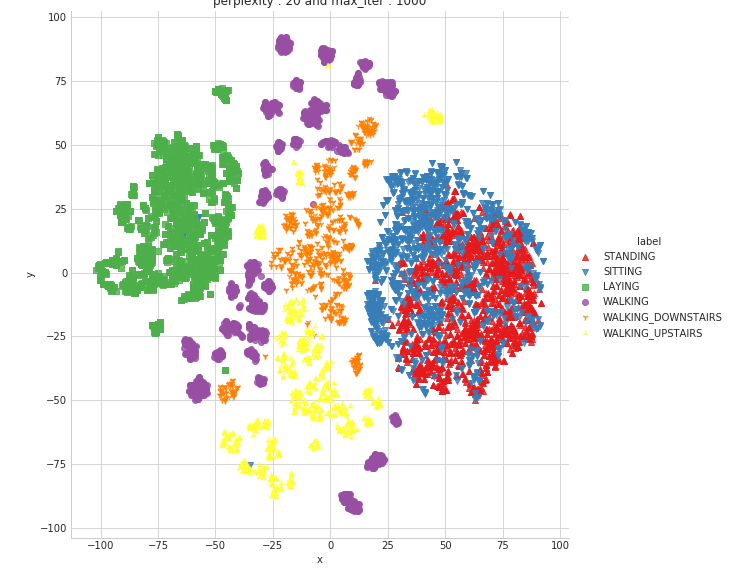 perplexity : 20 and max_iter : 1000
100
75
50
25
0
−25
−50
−75
−100
y
−100 −75 −50 −25 0 25 50 75 100
x
label
STANDING
SITTING
LAYING
WALKING
WALKING_DOWNSTAIRS
WALKING_UPSTAIRS